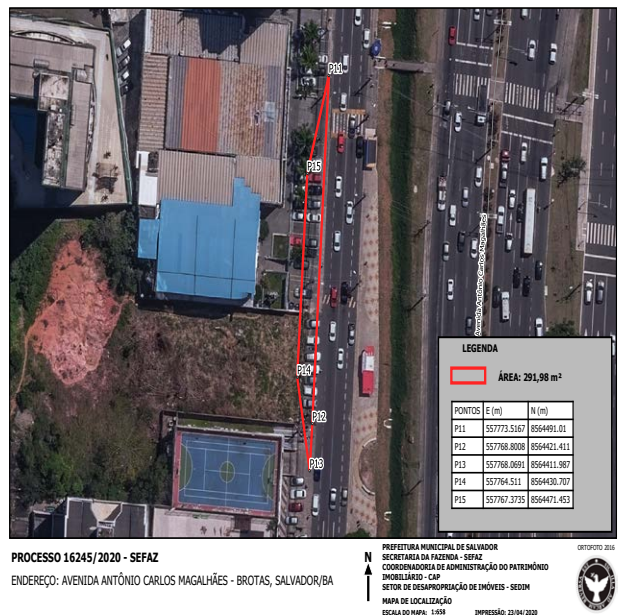 P11
P15
P14
P12
P13
Avenida Antônio Carlos Magalhães
LEGENDA
ÁREA: 291,98 m²
PONTOS E (m) N (m)
P11 557773.5167 8564491.01
P12 557768.8008 8564421.411
P13 557768.0691 8564411.987
P14 557764.511 8564430.707
P15 557767.3735 8564471.453
PROCESSO 16245/2020 - SEFAZ
ENDEREÇO: AVENIDA ANTÔNIO CARLOS MAGALHÃES - BROTAS, SALVADOR/BA
N
PREFEITURA MUNICIPAL DE SALVADOR
SECRETARIA DA FAZENDA - SEFAZ
COORDENADORIA DE ADMINISTRAÇÃO DO PATRIMÔNIO
IMOBILIÁRIO - CAP
SETOR DE DESAPROPRIAÇÃO DE IMÓVEIS - SEDIM
MAPA DE LOCALIZAÇÃO
ESCALA DO MAPA: 1:658 IMPRESSÃO: 23/04/2020
ORTOFOTO 2016